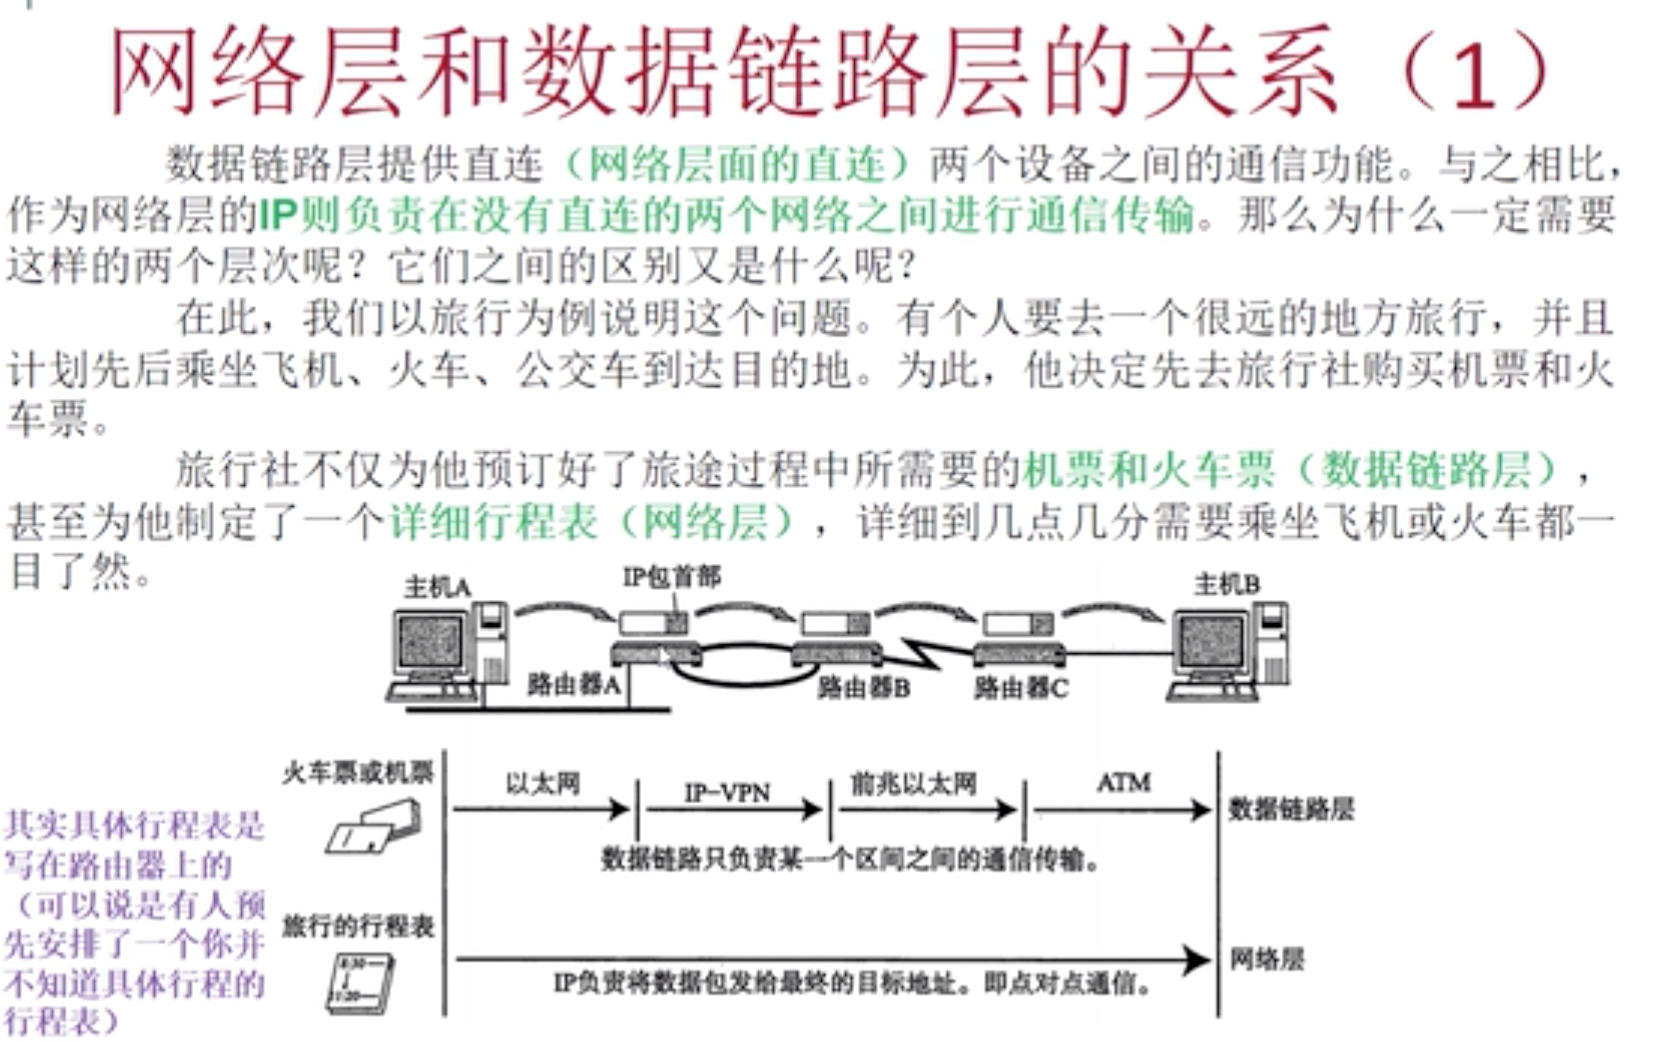 网络层和数据链路层的关系（1）
数据链路层提供直连（网络层面的直连）两个设备之间的通信功能。与之相比，
作为网络层的IP则负责在没有直连的两个网络之间进行通信传输。那么为什么一定需要
这样的两个层次呢？它们之间的区别又是什么呢？
在此，我们以旅行为例说明这个问题。有个人要去一个很远的地方旅行，并且
计划先后乘坐飞机、火车、公交车到达目的地。为此，他决定先去旅行社购买机票和火
车票。
旅行社不仅为他预订好了旅途过程中所需要的机票和火车票（数据链路层），
甚至为他制定了一个详细行程表（网络层），详细到几点几分需要乘坐飞机或火车都一
目了然。
主机A
IP包首部
主机B
路由器A
路由器B
路由器C
火车票或机票
以太网
IP-VPN
前兆以太网
ATM
数据链路层
数据链路只负责某一个区间之间的通信传输。
其实具体行程表是
写在路由器上的
（可以说是有人预
先安排了一个你并
不知道具体行程的
行程表）
旅行的行程表
8:30
11:20
网络层
IP负责将数据包发给最终的目标地址。即点对点通信。